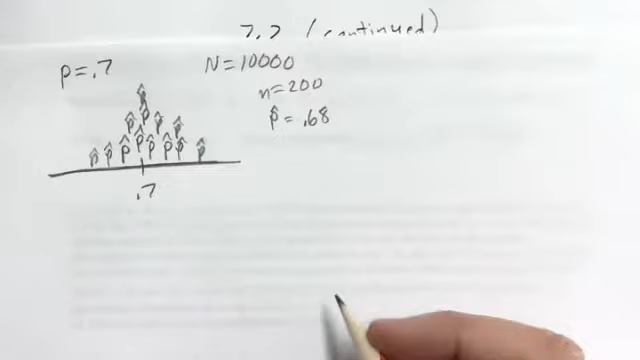 7.2 (continued)
p=.7 N=10000
n=200
p̂=.68
p̂
p̂ p̂ p̂ p̂
p̂ p̂ p̂ p̂ p̂ p̂ p̂ p̂
.7